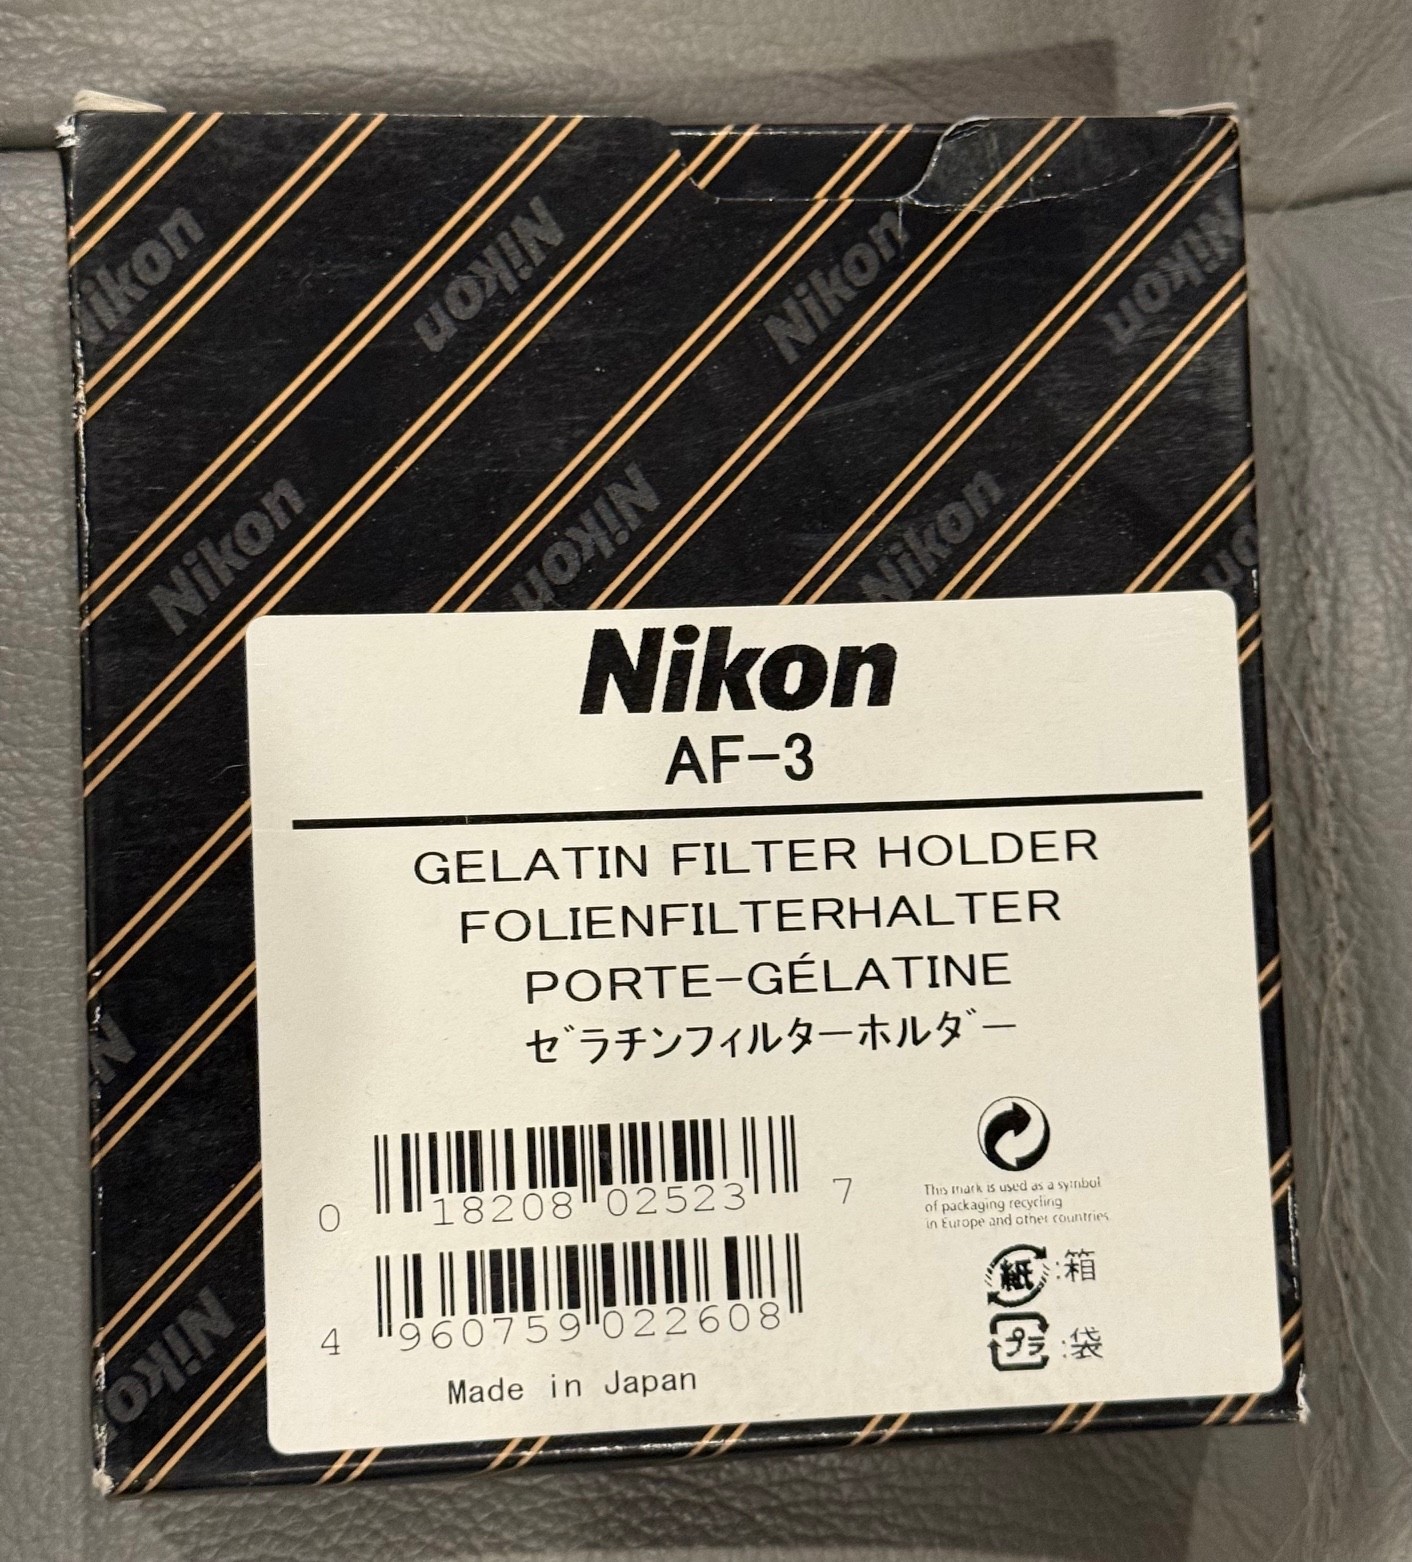 Nikon Nikon Nikon Nikon
Nikon Nikon Nikon
Nikon
AF-3
GELATIN FILTER HOLDER
FOLIENFILTERHALTER
PORTE-GÉLATINE
ゼラチンフィルターホルダー
0 18208 02523 7
This mark is used as a symbol
of packaging recycling
in Europe and other countries
4 960759 022608
紙:箱
プラ:袋
Made in Japan
Nikon